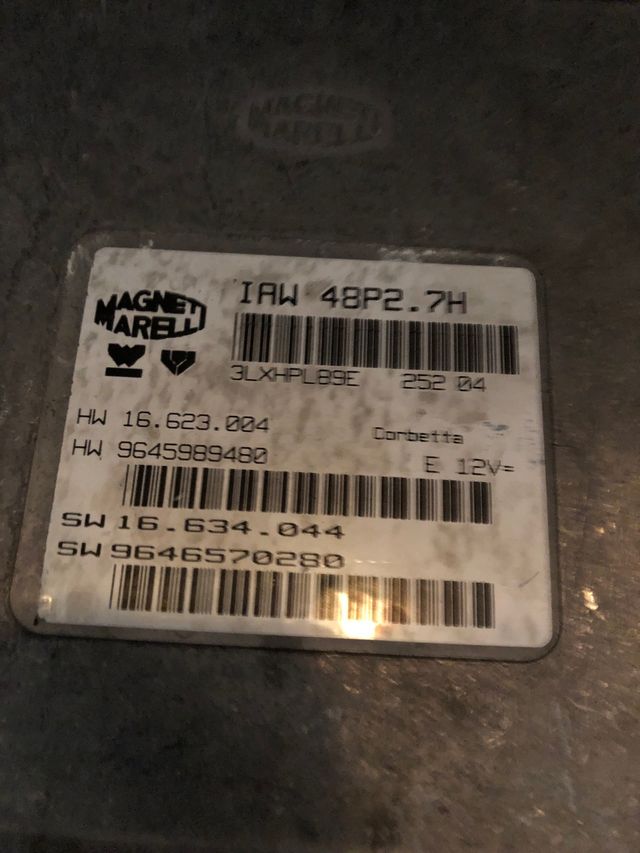 MAGNETI
MARELLI
MAGNETI
MARELLI
IAW 48P2.7H
3LXHPL89E 252 04
HW 16.623.004
Corbetta
HW 9645989480
E 12V=
SW 16.634.044
SW 9646570280